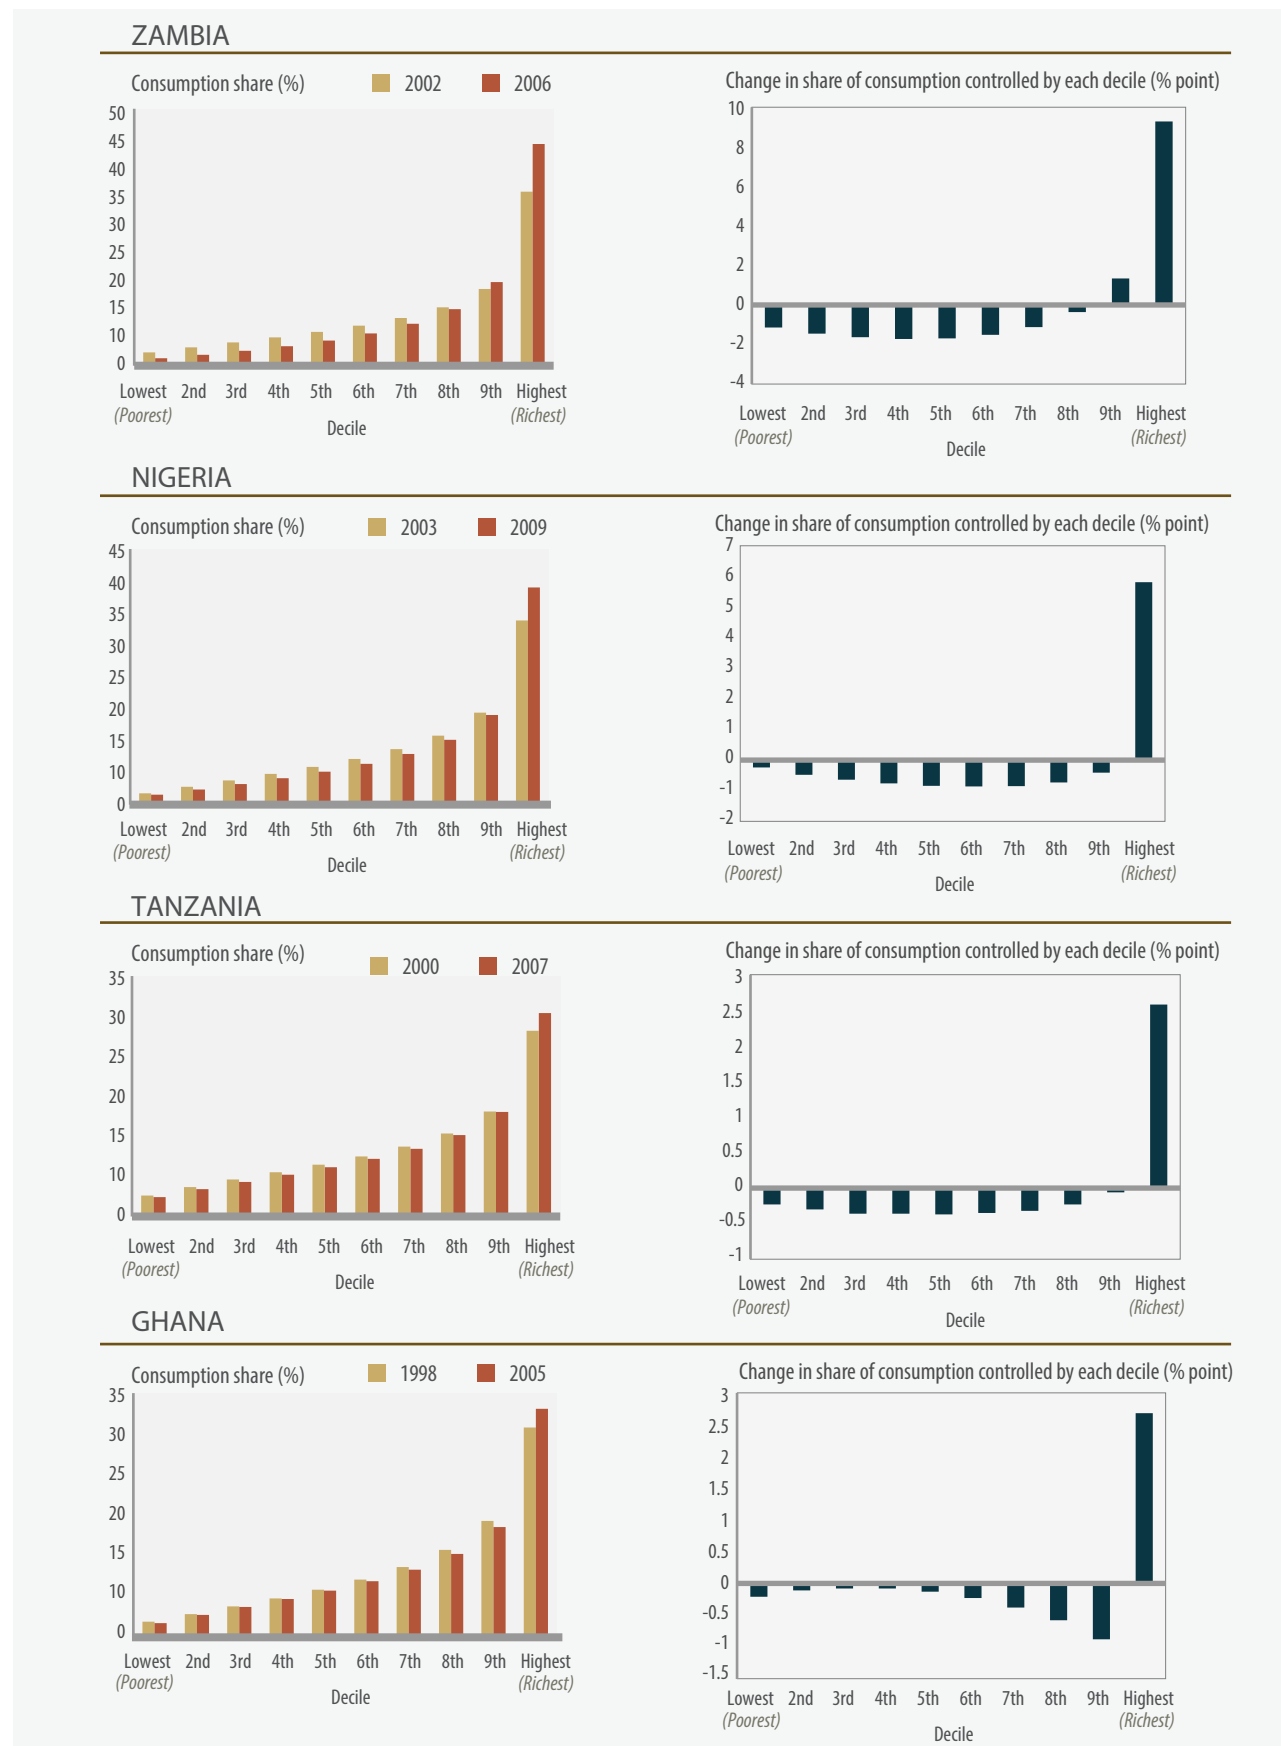 ZAMBIA
Consumption share (%) 2002 2006
50
45
40
35
30
25
20
15
10
0
Lowest 2nd 3rd 4th 5th 6th 7th 8th 9th Highest
(Poorest) (Richest)
Decile
Change in share of consumption controlled by each decile (% point)
10
8
6
4
2
0
-2
-4
Lowest 2nd 3rd 4th 5th 6th 7th 8th 9th Highest
(Poorest) (Richest)
Decile
NIGERIA
Consumption share (%) 2003 2009
45
40
35
30
25
20
15
10
0
Lowest 2nd 3rd 4th 5th 6th 7th 8th 9th Highest
(Poorest) (Richest)
Decile
Change in share of consumption controlled by each decile (% point)
7
6
5
4
3
2
1
0
-1
-2
Lowest 2nd 3rd 4th 5th 6th 7th 8th 9th Highest
(Poorest) (Richest)
Decile
TANZANIA
Consumption share (%) 2000 2007
35
30
25
20
15
10
0
Lowest 2nd 3rd 4th 5th 6th 7th 8th 9th Highest
(Poorest) (Richest)
Decile
Change in share of consumption controlled by each decile (% point)
3
2.5
2
1.5
1
0.5
0
-0.5
-1
Lowest 2nd 3rd 4th 5th 6th 7th 8th 9th Highest
(Poorest) (Richest)
Decile
GHANA
Consumption share (%) 1998 2005
35
30
25
20
15
10
0
Lowest 2nd 3rd 4th 5th 6th 7th 8th 9th Highest
(Poorest) (Richest)
Decile
Change in share of consumption controlled by each decile (% point)
3
2.5
2
1.5
1
0.5
0
-0.5
-1
-1.5
Lowest 2nd 3rd 4th 5th 6th 7th 8th 9th Highest
(Poorest) (Richest)
Decile